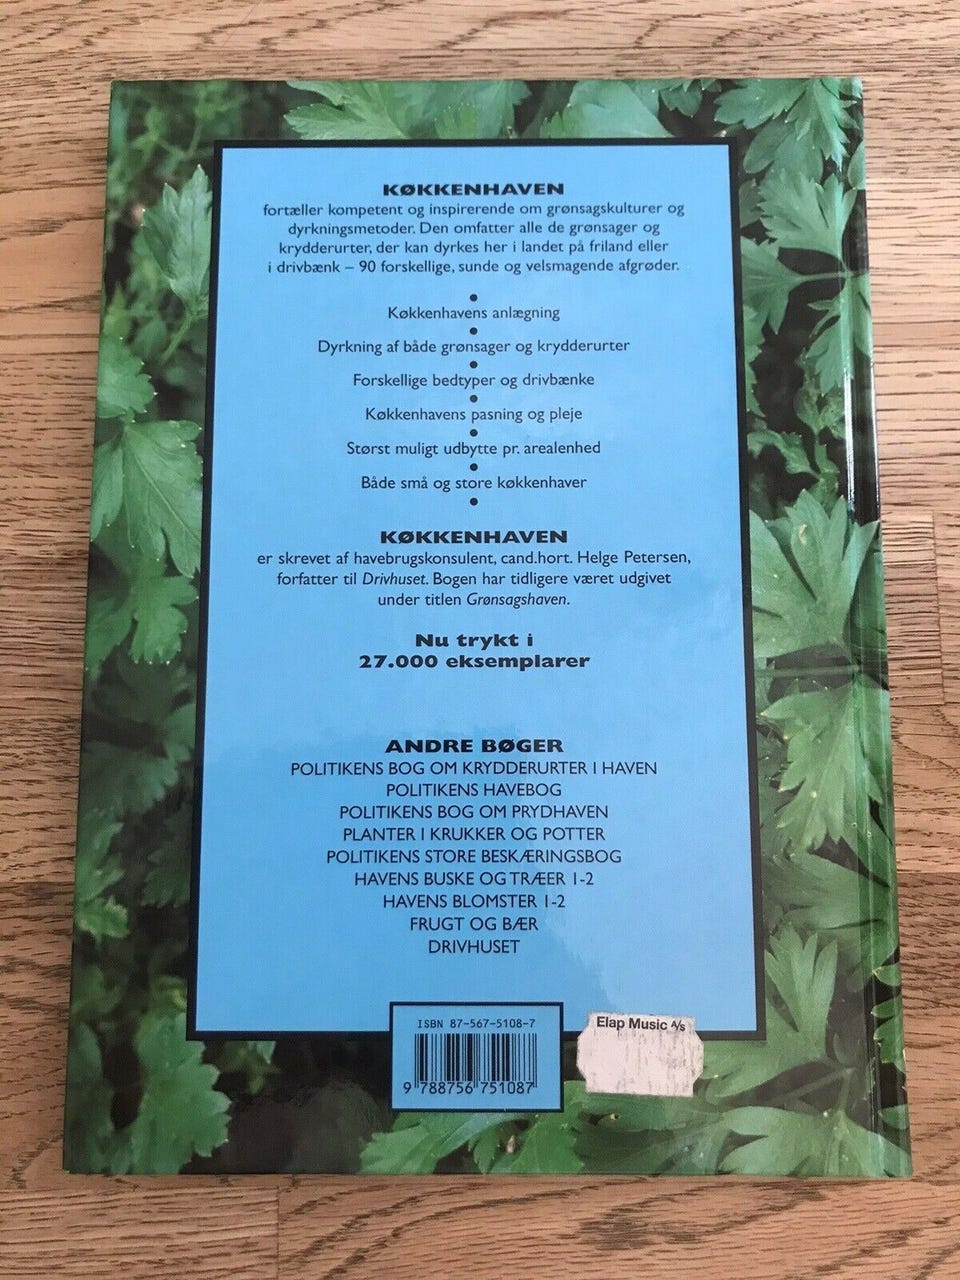 KØKKENHAVEN
fortæller kompetent og inspirerende om grønsagskulturer og
dyrkningsmetoder. Den omfatter alle de grønsager og
krydderurter, der kan dyrkes her i landet på friland eller
i drivbænk – 90 forskellige, sunde og velsmagende afgrøder.
•
Køkkenhavens anlægning
•
Dyrkning af både grønsager og krydderurter
•
Forskellige bedtyper og drivbænke
•
Køkkenhavens pasning og pleje
•
Størst muligt udbytte pr. arealenhed
•
Både små og store køkkenhaver
•
KØKKENHAVEN
er skrevet af havebrugskonsulent, cand.hort. Helge Petersen,
forfatter til Drivhuset. Bogen har tidligere været udgivet
under titlen Grønsagshaven.
Nu trykt i
27.000 eksemplarer
ANDRE BØGER
POLITIKENS BOG OM KRYDDERURTER I HAVEN
POLITIKENS HAVEBOG
POLITIKENS BOG OM PRYDHAVEN
PLANTER I KRUKKER OG POTTER
POLITIKENS STORE BESKÆRINGSBOG
HAVENS BUSKE OG TRÆER 1-2
HAVENS BLOMSTER 1-2
FRUGT OG BÆR
DRIVHUSET
ISBN 87-567-5108-7
9 788756 751087
Elap Music A/s